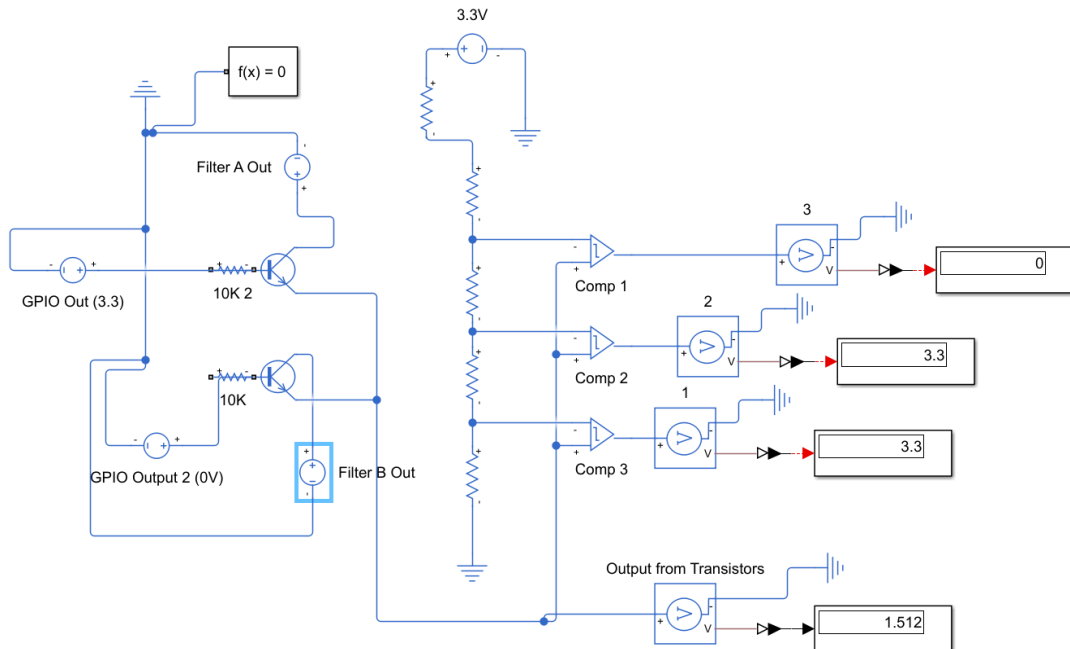 3.3V
f(x) = 0
Filter A Out
GPIO Out (3.3)
10K 2
10K
GPIO Output 2 (0V)
Filter B Out
Comp 1
Comp 2
Comp 3
3
V
V
0
2
V
V
3.3
1
V
V
3.3
Output from Transistors
V
V
1.512